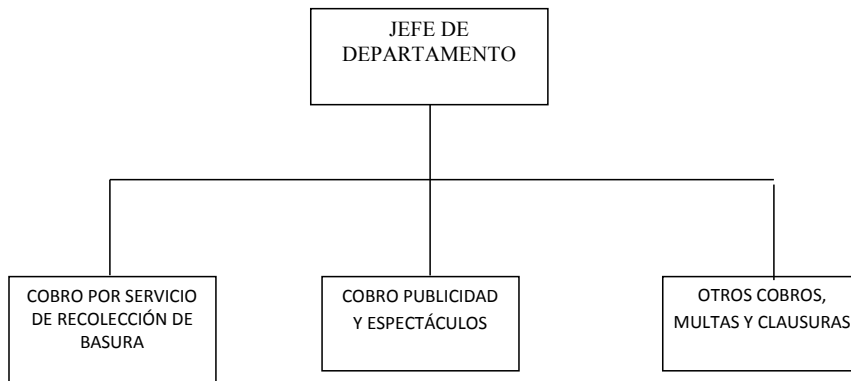 JEFE DE
DEPARTAMENTO
COBRO POR SERVICIO
DE RECOLECCIÓN DE
BASURA
COBRO PUBLICIDAD
Y ESPECTÁCULOS
OTROS COBROS,
MULTAS Y CLAUSURAS